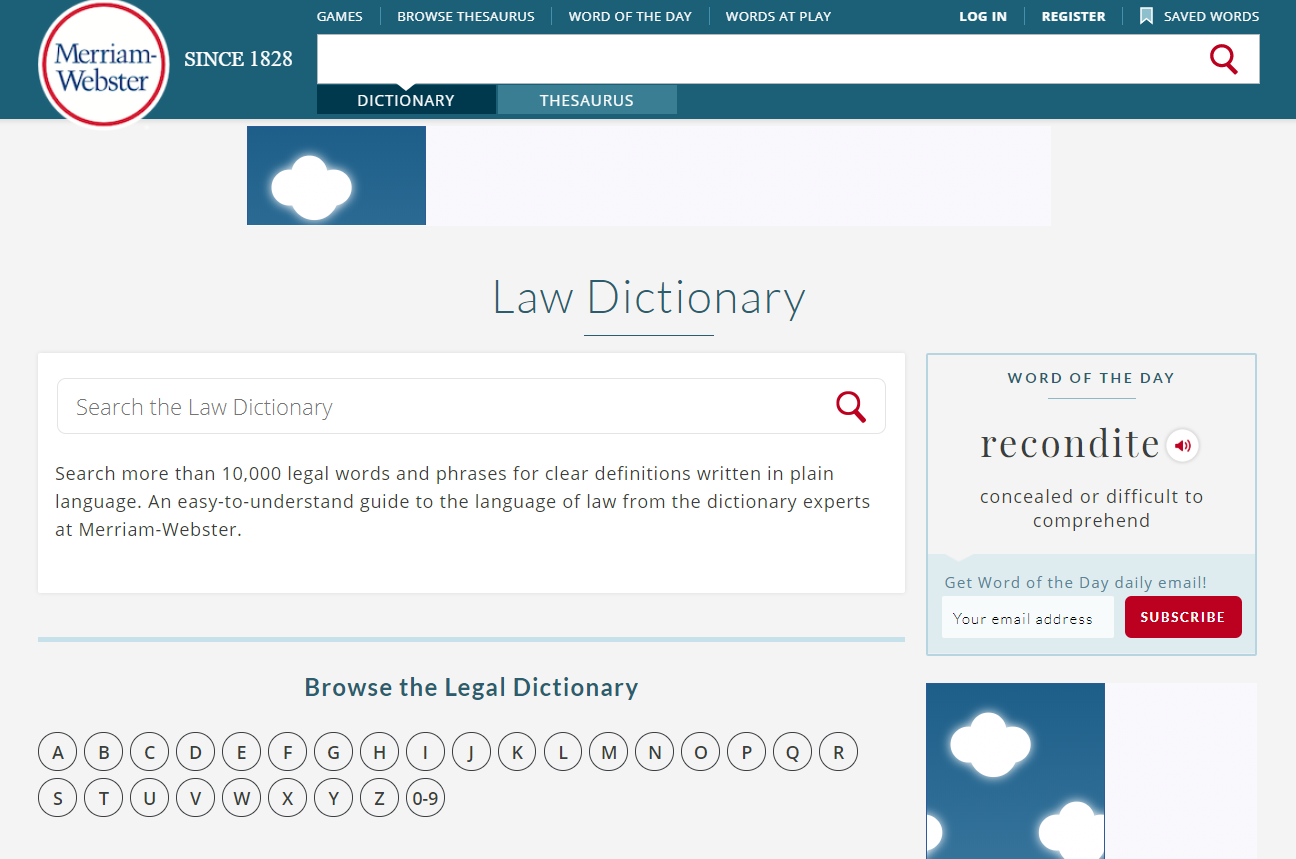 GAMES
BROWSE THESAURUS
WORD OF THE DAY
WORDS AT PLAY
LOG IN
REGISTER
SAVED WORDS
Merriam-
Webster
SINCE 1828
DICTIONARY
THESAURUS
Law Dictionary
Search the Law Dictionary
Search more than 10,000 legal words and phrases for clear definitions written in plain
language. An easy-to-understand guide to the language of law from the dictionary experts
at Merriam-Webster.
WORD OF THE DAY
recondite
concealed or difficult to
comprehend
Get Word of the Day daily email!
Your email address
SUBSCRIBE
Browse the Legal Dictionary
A B C D E F G H I J K L M N O P Q R
S T U V W X Y Z 0-9